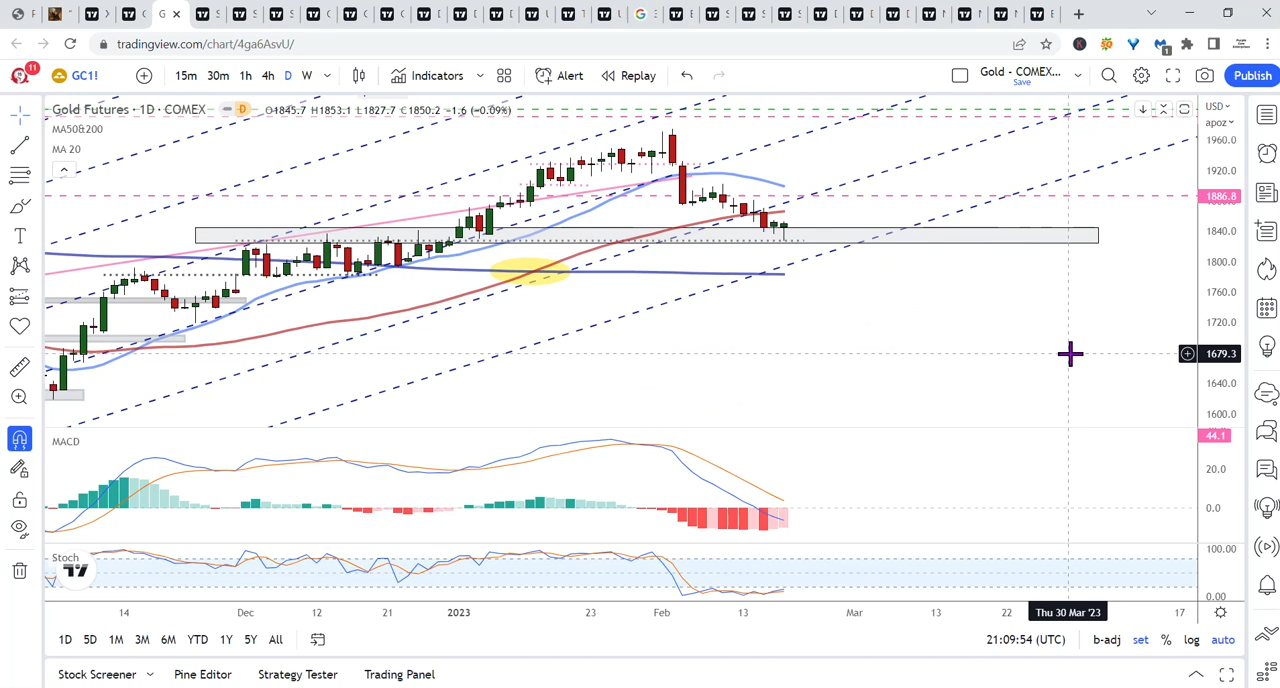 tradingview.com/chart/4ga6AsvU/
11
GC1!
15m 30m 1h 4h D W
Indicators
Alert
Replay
Gold - COMEX...
Save
Publish
Gold Futures · 1D · COMEX D O1845.7 H1853.1 L1827.7 C1850.2 −1.6 (−0.09%)
MA50&200
MA 20
USD
apoz
1960.0
1920.0
1886.8
1840.0
1800.0
1760.0
1720.0
1679.3
1640.0
1600.0
MACD
44.1
20.0
0.0
Stoch
100.00
0.00
14 Dec 12 21 2023 23 Feb 13 Mar 13 22 Thu 30 Mar '23 17
1D 5D 1M 3M 6M YTD 1Y 5Y All
21:09:54 (UTC) b-adj set % log auto
Stock Screener Pine Editor Strategy Tester Trading Panel